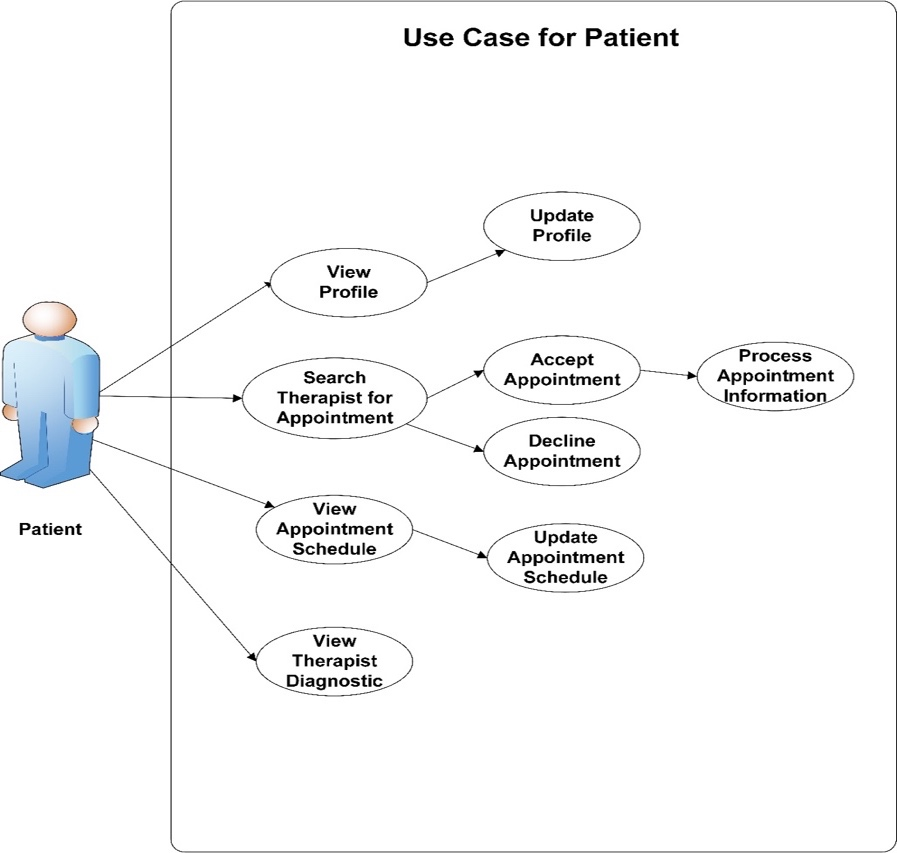 Use Case for Patient
Update
Profile
View
Profile
Search
Therapist for
Appointment
Accept
Appointment
Process
Appointment
Information
Decline
Appointment
View
Appointment
Schedule
Update
Appointment
Schedule
Patient
View
Therapist
Diagnostic